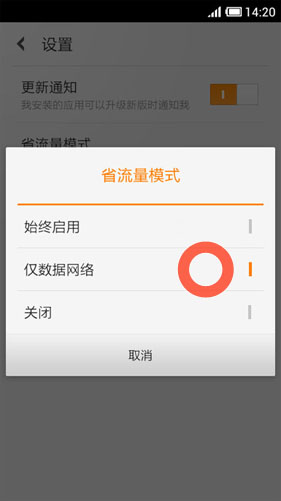 14:20
设置
更新通知
我安装的应用可以升级新版时通知我
省流量模式
省流量模式
始终启用
仅数据网络
关闭
取消